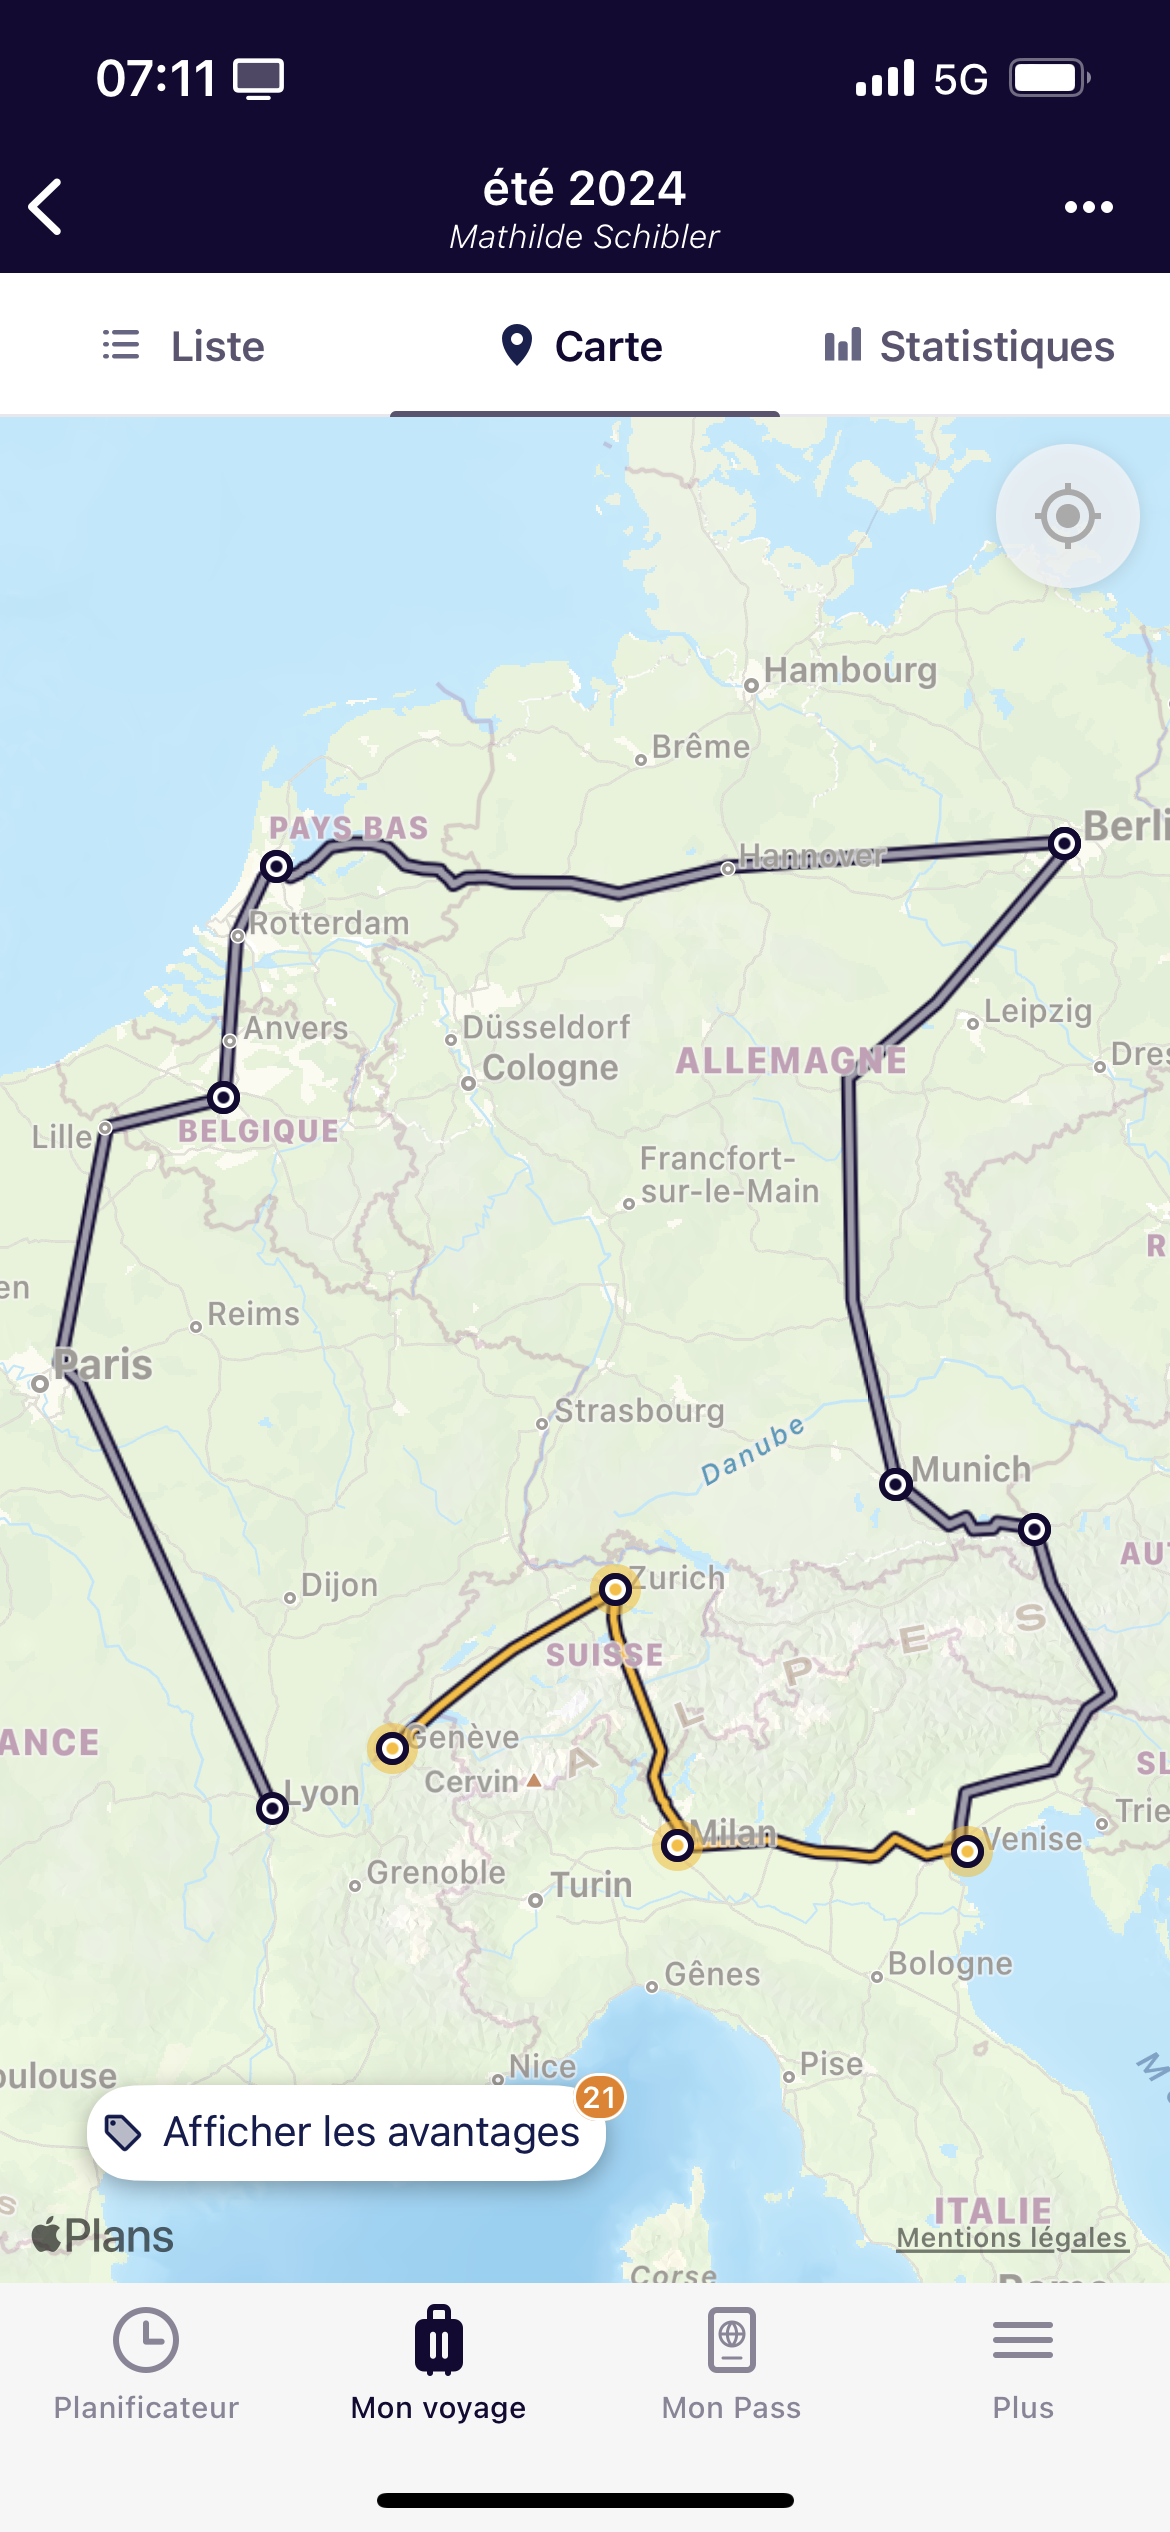 07:11
5G
été 2024
Mathilde Schibler
Liste
Carte
Statistiques
Hambourg
Brême
PAYS BAS
Berli
Hannover
Rotterdam
Leipzig
Anvers
Düsseldorf
Cologne
ALLEMAGNE
Dres
Lille
BELGIQUE
Francfort-
sur-le-Main
R
en
Reims
Paris
Strasbourg
Danube
Munich
AUT
Dijon
Zurich
SUISSE
ALPES
ANCE
Genève
Cervin
SL
Lyon
Trie
Milan
Venise
Grenoble
Turin
Bologne
Gênes
Pise
Nice
oulouse
21
Afficher les avantages
Plans
ITALIE
Mentions légales
Corse
Planificateur
Mon voyage
Mon Pass
Plus